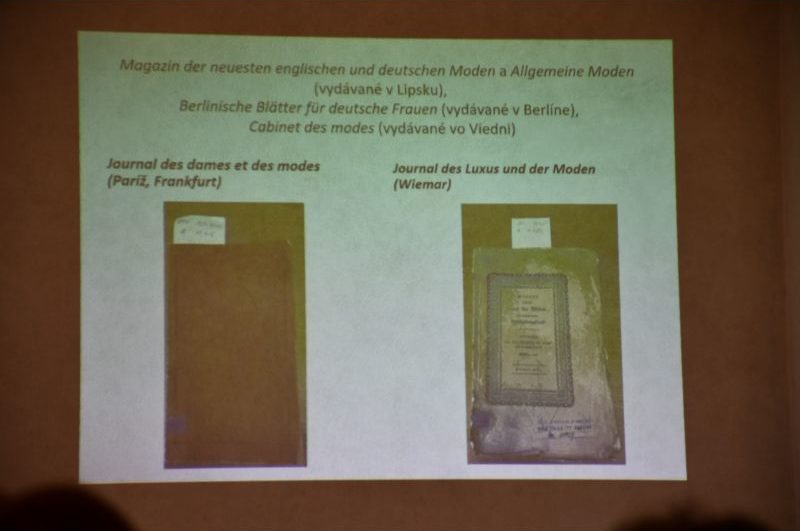 Magazin der neuesten englischen und deutschen Moden a Allgemeine Moden
(vydávané v Lipsku),
Berlinische Blätter für deutsche Frauen (vydávané v Berlíne),
Cabinet des modes (vydávané vo Viedni)
Journal des dames et des modes
(Paríž, Frankfurt)
Journal des Luxus und der Moden
(Wiemar)